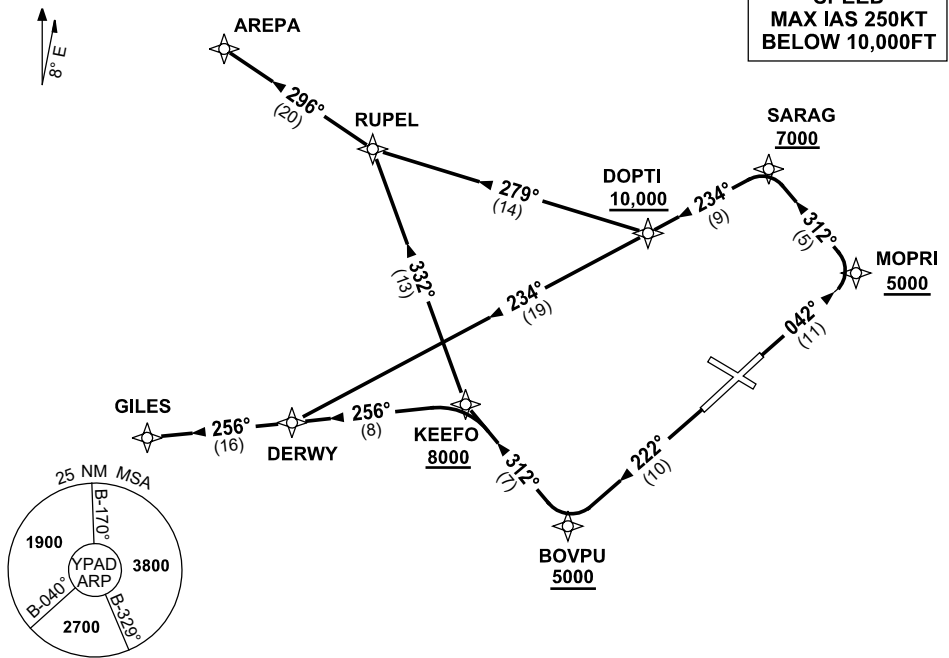 SPEED
MAX IAS 250KT
BELOW 10,000FT
8° E
AREPA
296°
(20)
RUPEL
SARAG
7000
279°
(14)
DOPTI
10,000
234°
(9)
312°
(5)
MOPRI
5000
332°
(13)
234°
(19)
042°
(11)
GILES
256°
(16)
DERWY
256°
(8)
KEEFO
8000
312°
(7)
222°
(10)
BOVPU
5000
25 NM MSA
B-170°
1900
YPAD
ARP
3800
B-040°
B-329°
2700